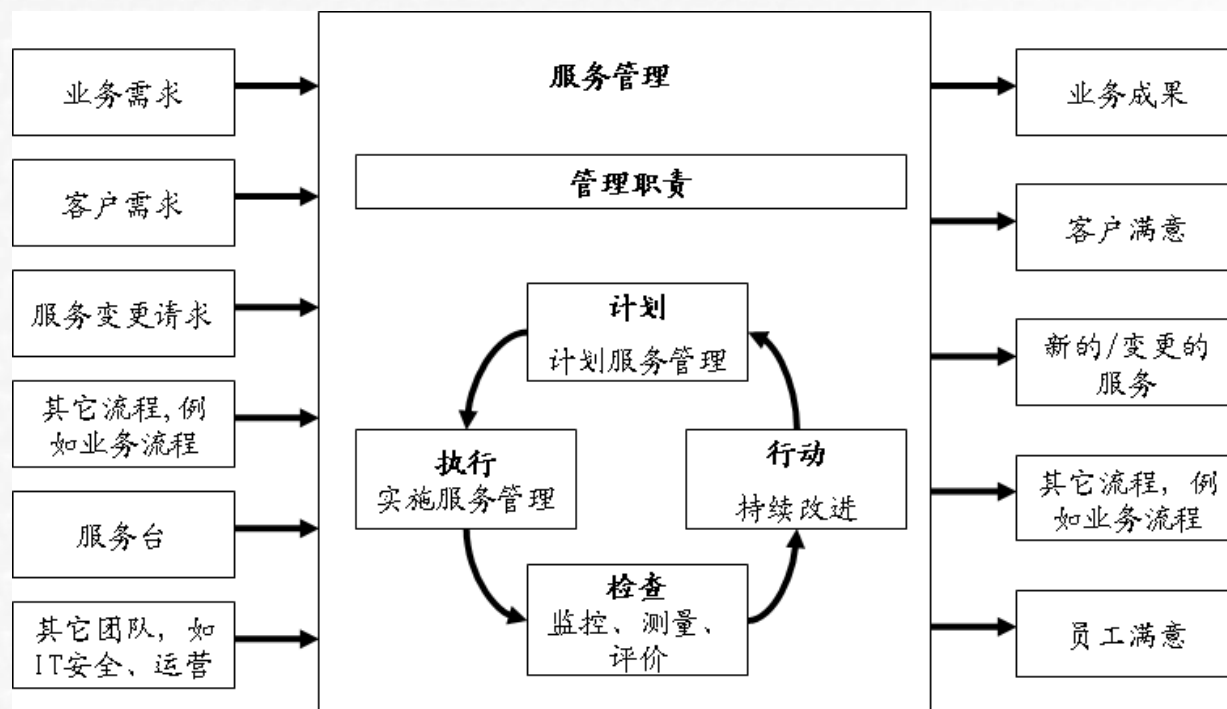 业务需求
客户需求
服务变更请求
其它流程,例
如业务流程
服务台
其它团队，如
IT安全、运营
服务管理
管理职责
计划
计划服务管理
执行
实施服务管理
行动
持续改进
检查
监控、测量、
评价
业务成果
客户满意
新的/变更的
服务
其它流程，例
如业务流程
员工满意